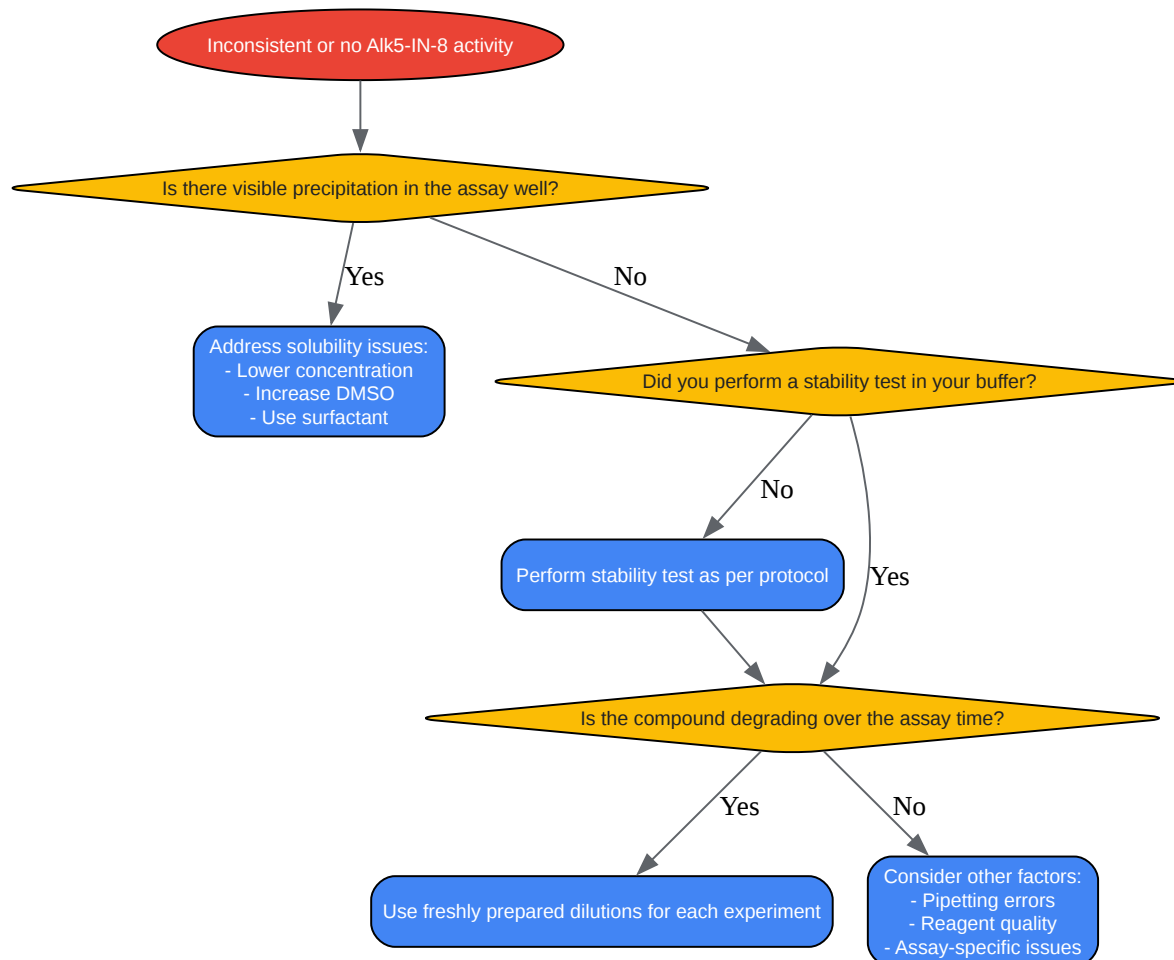 Inconsistent or no Alk5-IN-8 activity
Is there visible precipitation in the assay well?
Yes
No
Address solubility issues:
- Lower concentration
- Increase DMSO
- Use surfactant
Did you perform a stability test in your buffer?
No
Perform stability test as per protocol
Yes
Is the compound degrading over the assay time?
Yes
No
Use freshly prepared dilutions for each experiment
Consider other factors:
- Pipetting errors
- Reagent quality
- Assay-specific issues